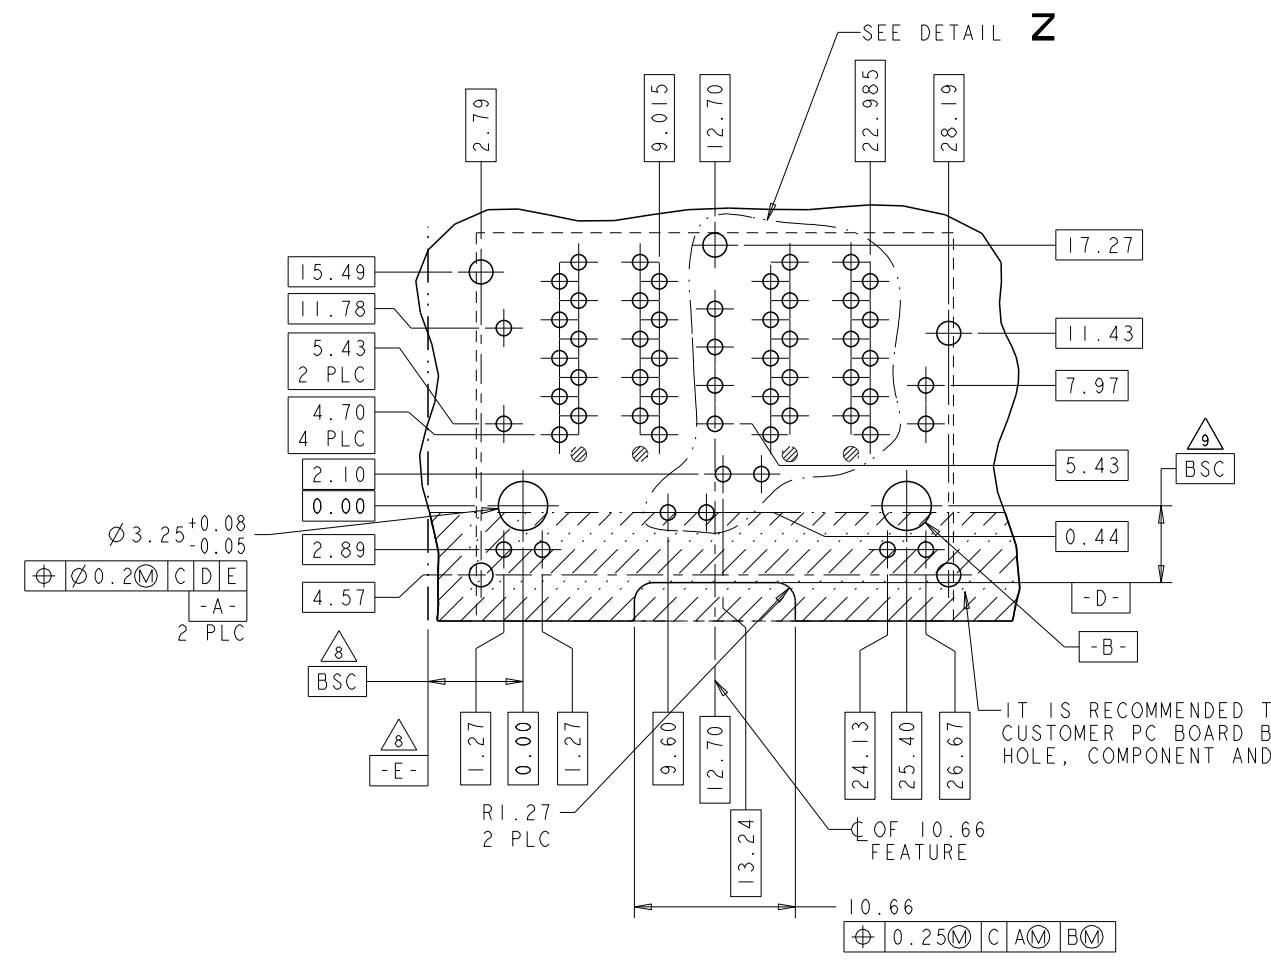 SEE DETAIL Z
2.79
9.015
12.70
22.985
28.19
17.27
15.49
11.78
11.43
5.43
2 PLC
7.97
4.70
4 PLC
9
BSC
2.10
5.43
0.00
Ø3.25 +0.08
-0.05
0.44
2.89
⌖ Ø0.2Ⓜ C D E
-A-
2 PLC
4.57
-D-
-B-
8
BSC
8
-E-
1.27
0.00
1.27
9.60
12.70
13.24
24.13
25.40
26.67
IT IS RECOMMENDED T
CUSTOMER PC BOARD B
HOLE, COMPONENT AND
R1.27
2 PLC
℄ OF 10.66
FEATURE
10.66
⌖ 0.25Ⓜ C AⓂ BⓂ